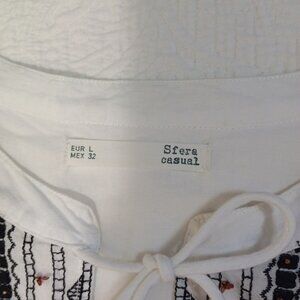 EUR L
MEX 32
Sfera
casual